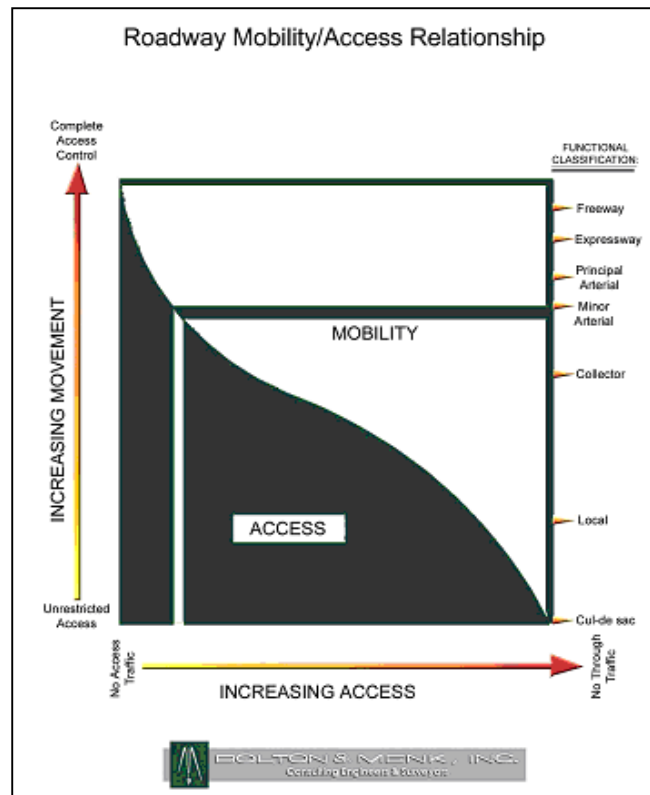 Roadway Mobility/Access Relationship
Complete
Access
Control
FUNCTIONAL
CLASSIFICATION:
Freeway
Expressway
Principal
Arterial
Minor
Arterial
MOBILITY
Collector
INCREASING MOVEMENT
ACCESS
Local
Unrestricted
Access
Cul-de sac
No Access
Traffic
INCREASING ACCESS
No Through
Traffic
BOLTON & MENK, INC.
Consulting Engineers & Surveyors